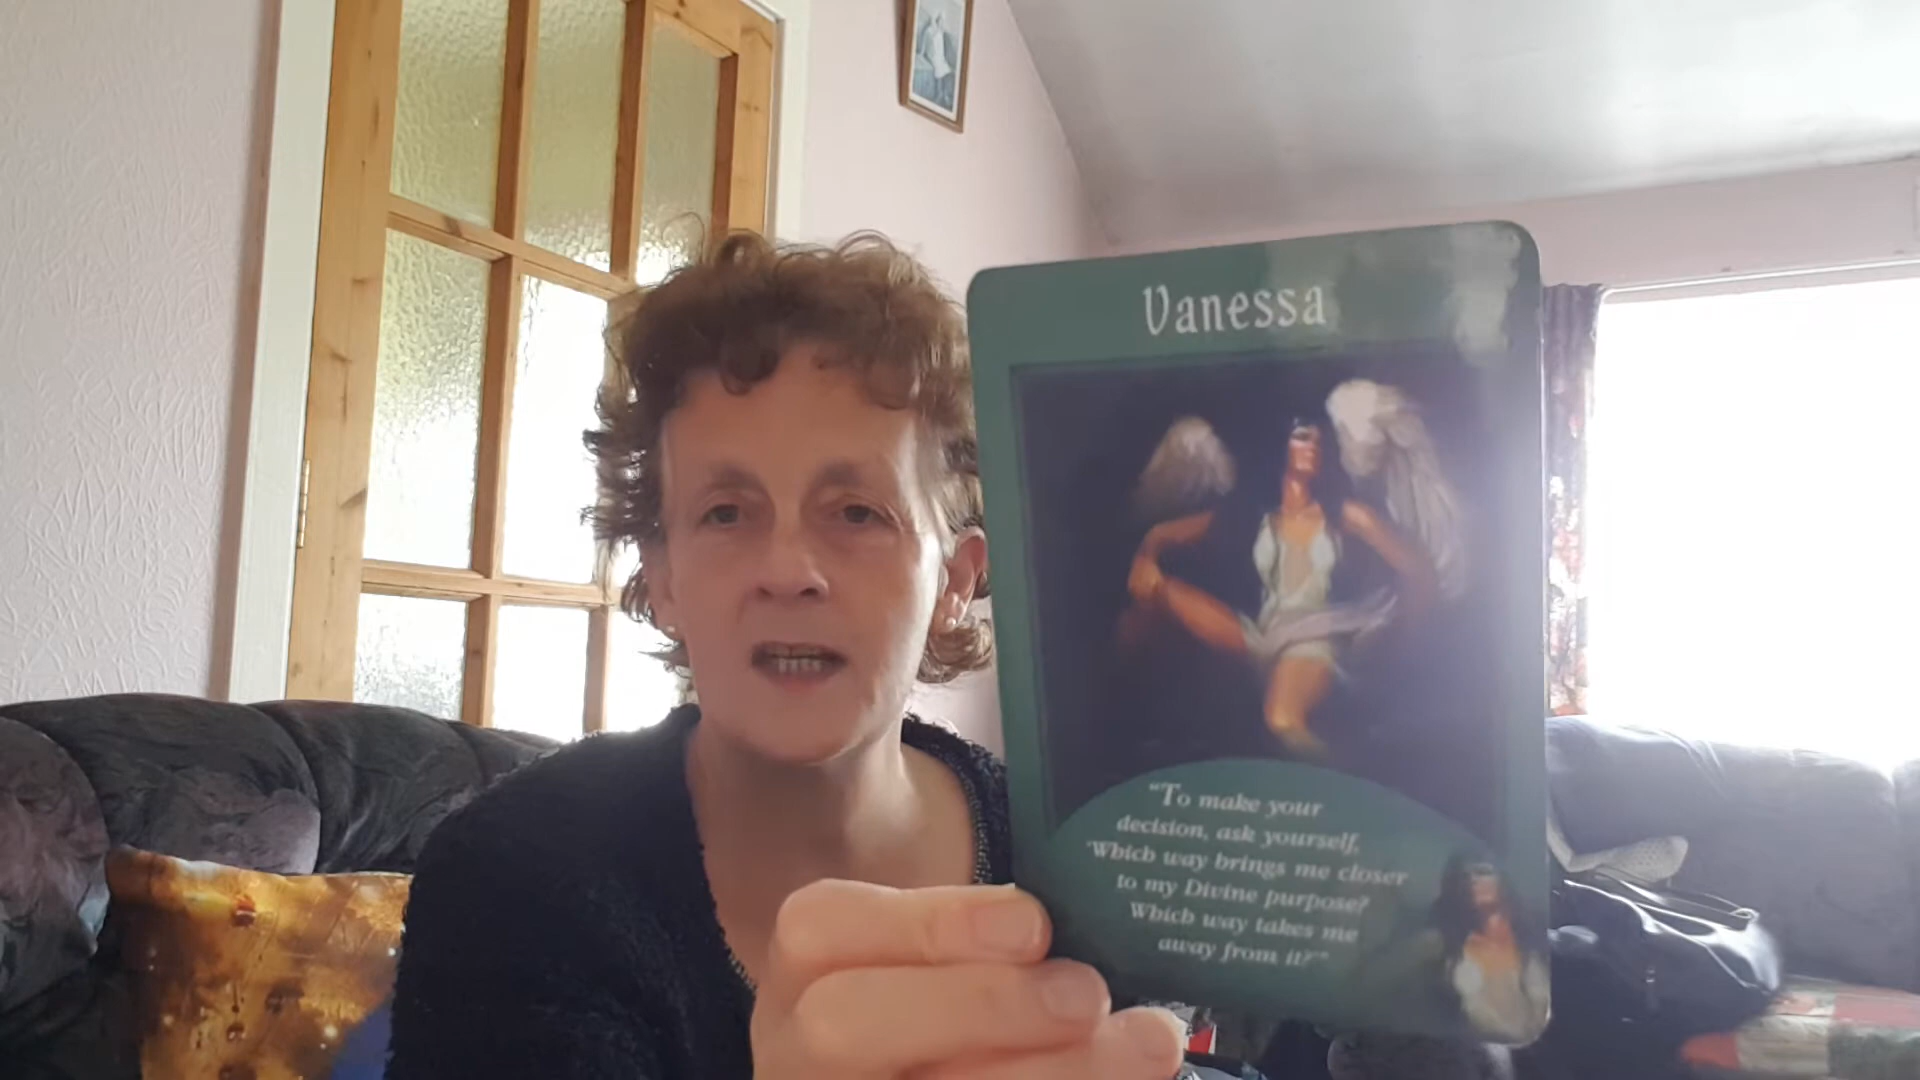 Vanessa
"To make your
decision, ask yourself,
'Which way brings me closer
to my Divine purpose?
Which way takes me
away from it?'"